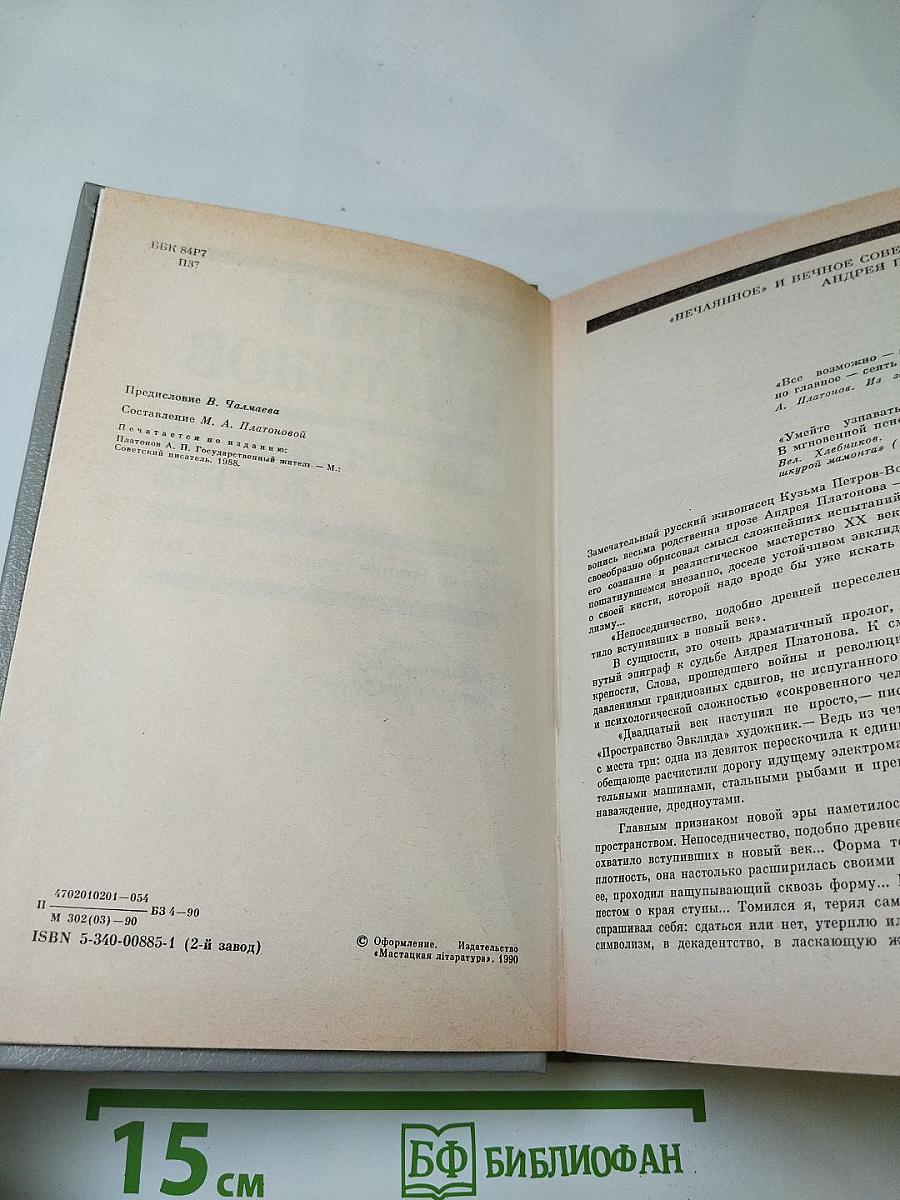 ББК 84Р7
П37
Предисловие В. Чалмаева
Составление М. А. Платоновой
Печатается по изданию:
Платонов А. П. Государственный житель — М.:
Советский писатель. 1988.
П 4702010201—054
М 302(03)—90 БЗ 4—90
ISBN 5-340-00885-1 (2-й завод)
© Оформление. Издательство
«Мастацкая літаратура». 1990
«НЕЧАЯННОЕ» И ВЕЧНОЕ СОВЕ
АНДРЕЯ П
«Все возможно —
но главное — сеять
А. Платонов. Из
«Умейте узнавать
В мгновенной пене
Вел. Хлебников.
шкурой мамонта» (
Замечательный русский живописец Кузьма Петров-Во
вопись весьма родственна прозе Андрея Платонова —
своеобразно обрисовал смысл сложнейших испытаний
его сознание и реалистическое мастерство XX век
пошатнувшемся внезапно, доселе устойчивом эвклид
о своей кисти, которой надо вроде бы уже искать
лизму...
«Непоседничество, подобно древней переселен
тило вступивших в новый век».
В сущности, это очень драматичный пролог,
вутый эпиграф к судьбе Андрея Платонова. К см
крепости, Слова, прошедшего войны и революци
давлениями грандиозных сдвигов, не испуганного
и психологической сложностью «сокровенного чел
«Двадцатый век наступил не просто,— пис
«Пространство Эвклида» художник.— Ведь из чет
с места три: одна из девяток перескочила к едини
обещающе расчистили дорогу идущему электрома
тельными машинами, стальными рыбами и прев
наваждение, дредноутами.
Главным признаком новой эры наметилос
пространством. Непоседничество, подобно древне
охватило вступивших в новый век... Форма те
плотность, она настолько расширилась своими
ее, проходил нащупывающий сквозь форму...
пестом о края ступы... Томился я, терял сам
спрашивал себя: сдаться или нет, утерплю ил
символизм, в декадентство, в ласкающую ж
15 см
БФ БИБЛИОФАН